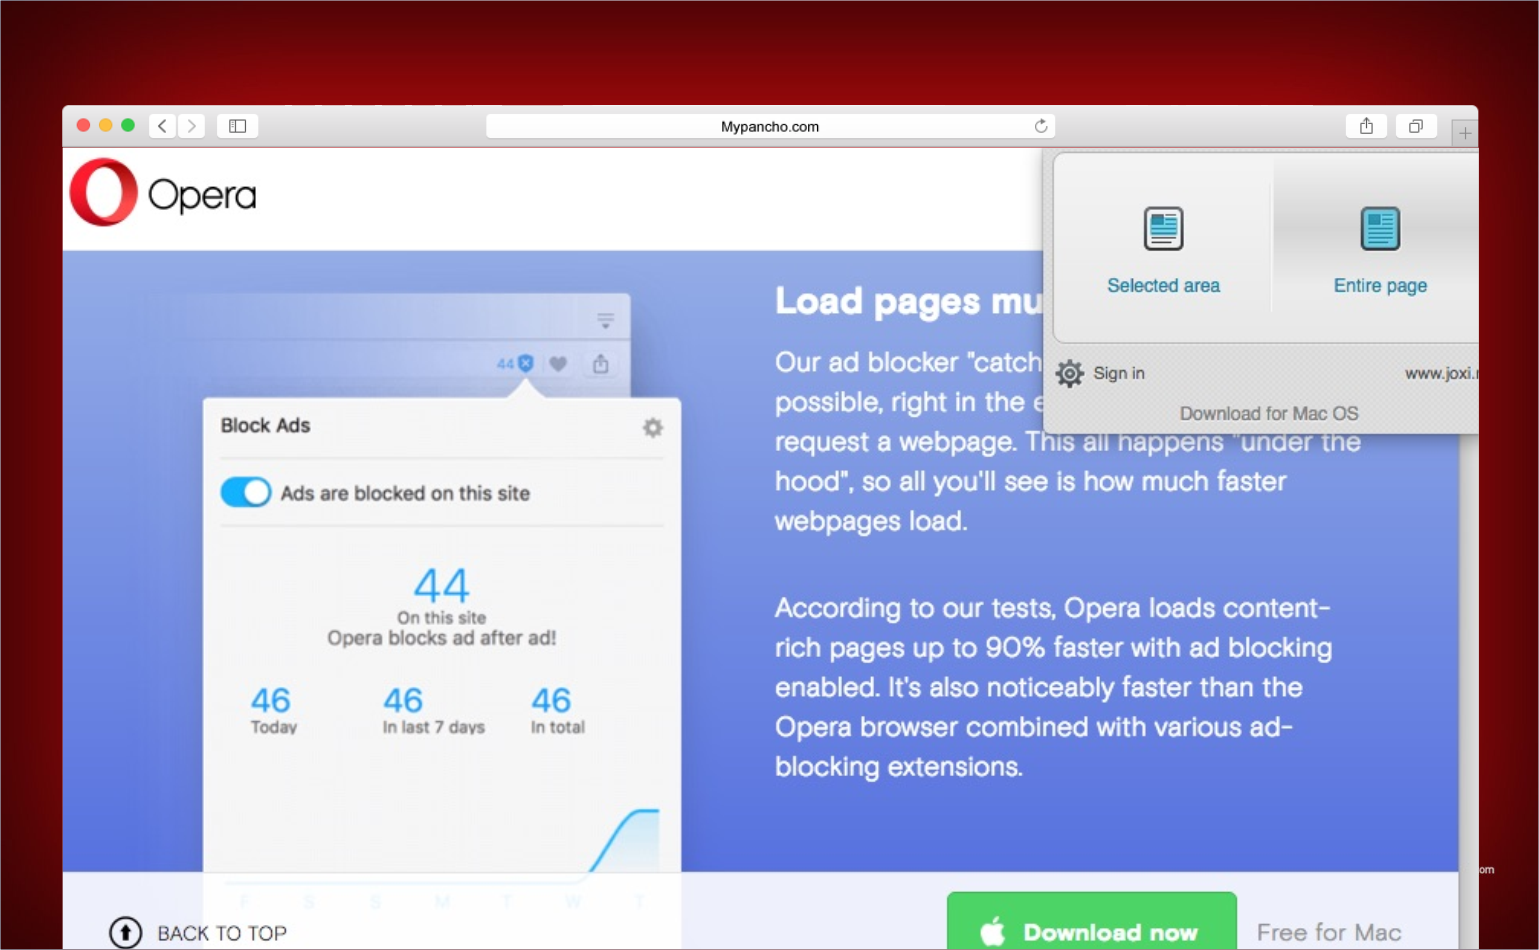 Mypancho.com
Opera
Selected area
Entire page
Sign in
www.joxi.
Download for Mac OS
44
Block Ads
Ads are blocked on this site
44
On this site
Opera blocks ad after ad!
46
46
46
Today
In last 7 days
In total
F S S M T W T
Load pages mu
Our ad blocker "catch
possible, right in the e
request a webpage. This all happens "under the
hood", so all you'll see is how much faster
webpages load.
According to our tests, Opera loads content-
rich pages up to 90% faster with ad blocking
enabled. It's also noticeably faster than the
Opera browser combined with various ad-
blocking extensions.
om
BACK TO TOP
Download now
Free for Mac